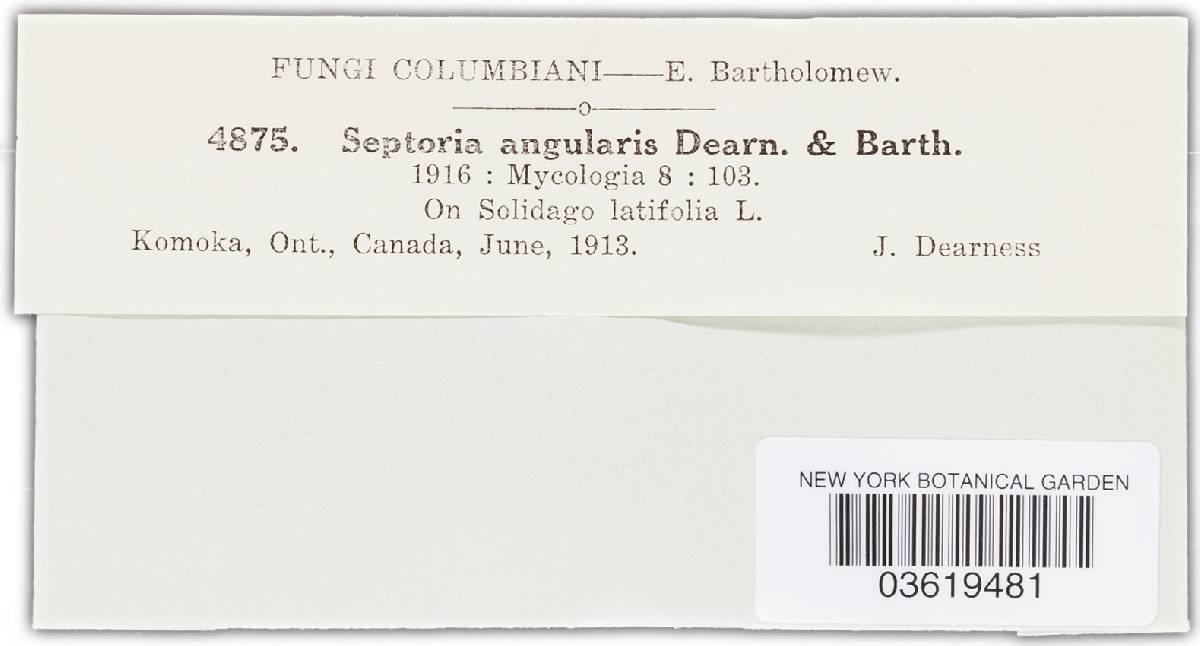 FUNGI COLUMBIANI——E. Bartholomew.
4875. Septoria angularis Dearn. & Barth.
1916 : Mycologia 8 : 103.
On Solidago latifolia L.
Komoka, Ont., Canada, June, 1913. J. Dearness
NEW YORK BOTANICAL GARDEN
03619481